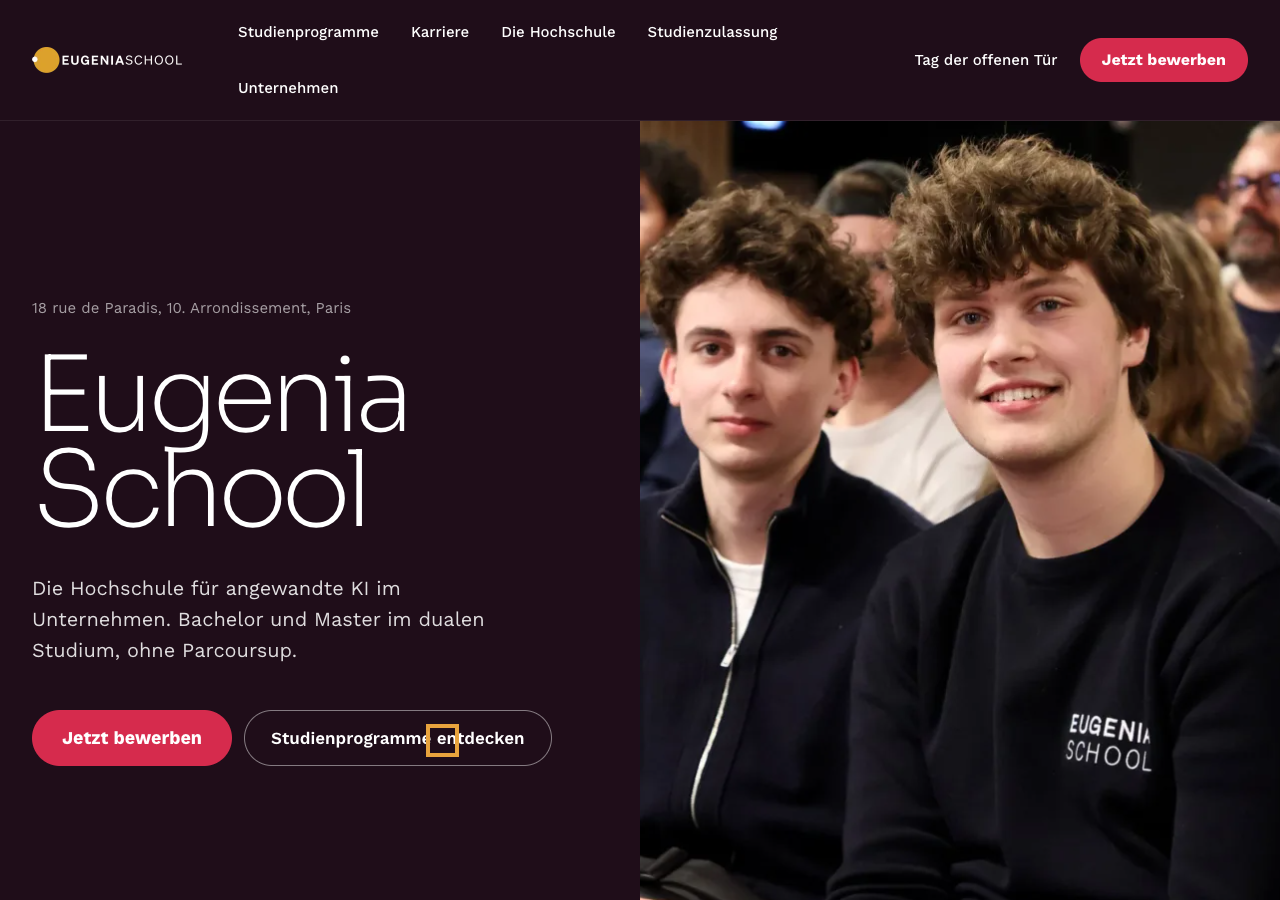 EUGENIASCHOOL
Studienprogramme
Karriere
Die Hochschule
Studienzulassung
Unternehmen
Tag der offenen Tür
Jetzt bewerben
18 rue de Paradis, 10. Arrondissement, Paris
Eugenia
School
Die Hochschule für angewandte KI im
Unternehmen. Bachelor und Master im dualen
Studium, ohne Parcoursup.
Jetzt bewerben
Studienprogramme entdecken
EUGENIA
SCHOOL